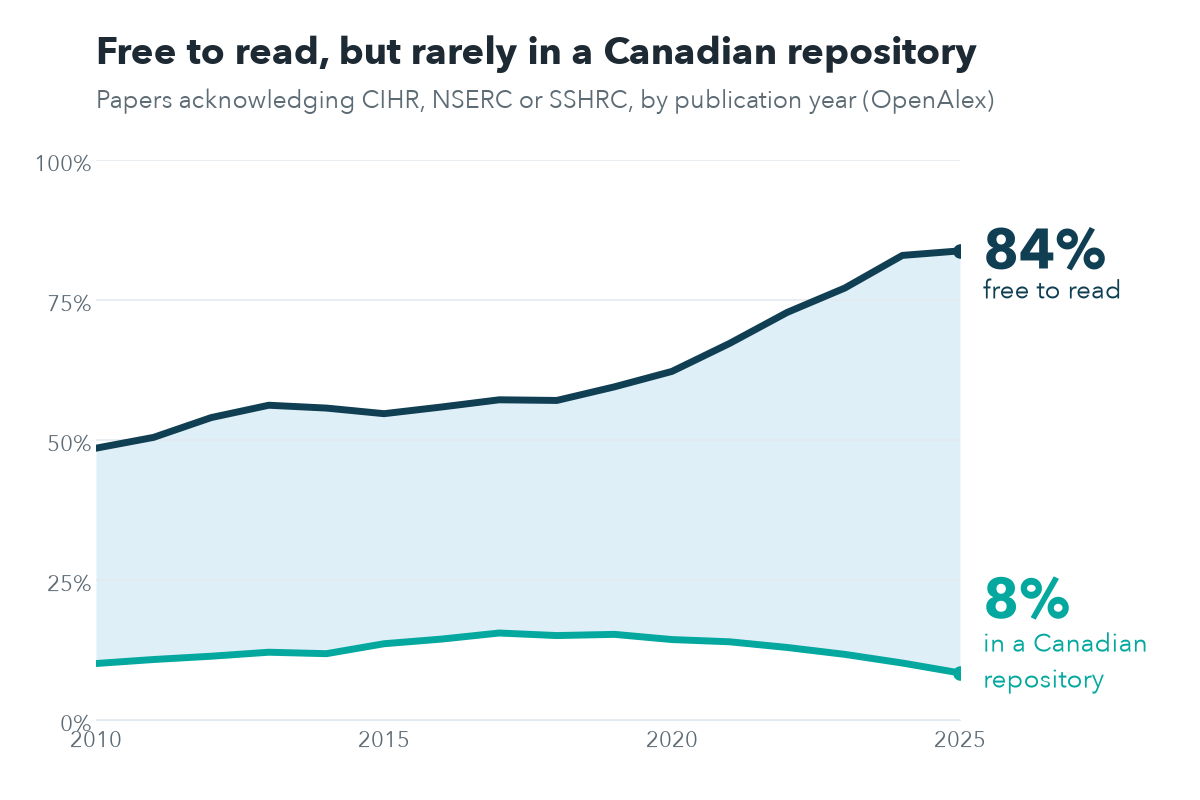 Free to read, but rarely in a Canadian repository
Papers acknowledging CIHR, NSERC or SSHRC, by publication year (OpenAlex)
100%
84%
free to read
75%
50%
25%
8%
in a Canadian
repository
0%
2010 2015 2020 2025